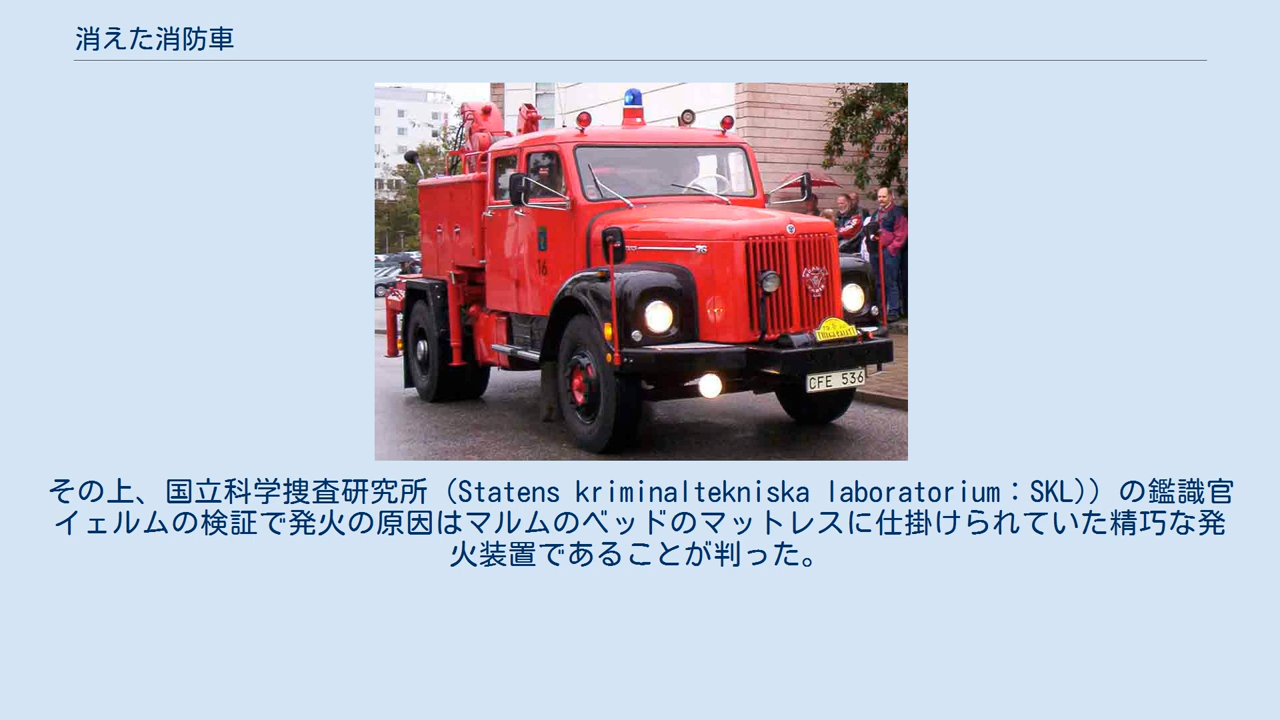 消えた消防車
16
CFE 536
その上、国立科学捜査研究所（Statens kriminaltekniska laboratorium：SKL)）の鑑識官
イェルムの検証で発火の原因はマルムのベッドのマットレスに仕掛けられていた精巧な発
火装置であることが判った。